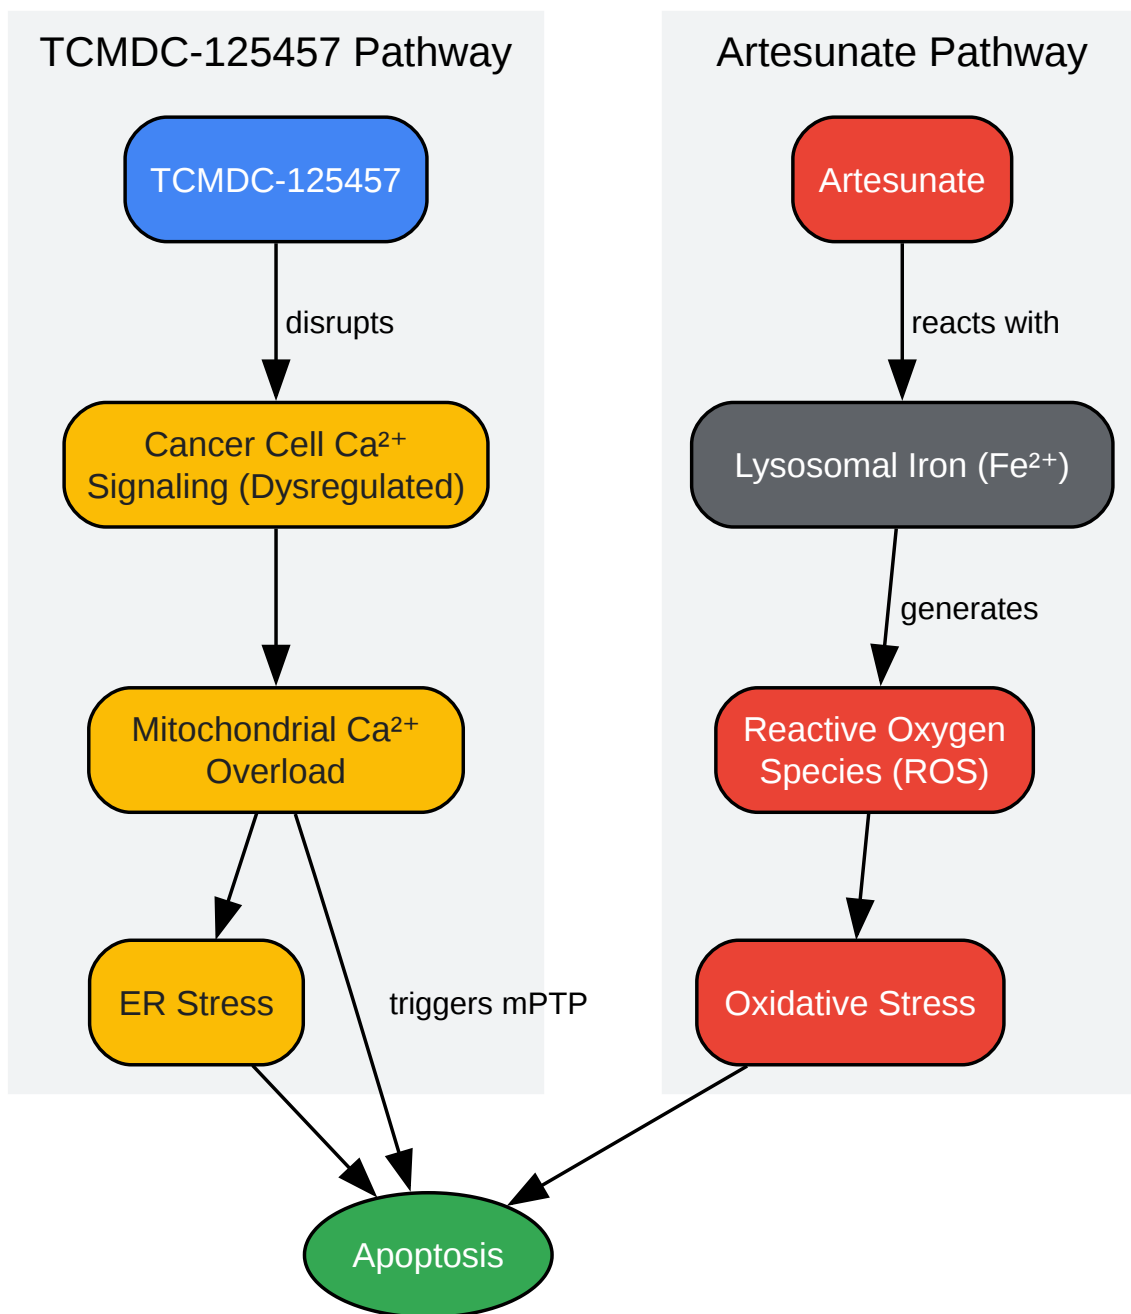 TCMDC-125457 Pathway
TCMDC-125457
disrupts
Cancer Cell Ca²⁺
Signaling (Dysregulated)
Mitochondrial Ca²⁺
Overload
ER Stress
triggers mPTP
Artesunate Pathway
Artesunate
reacts with
Lysosomal Iron (Fe²⁺)
generates
Reactive Oxygen
Species (ROS)
Oxidative Stress
Apoptosis